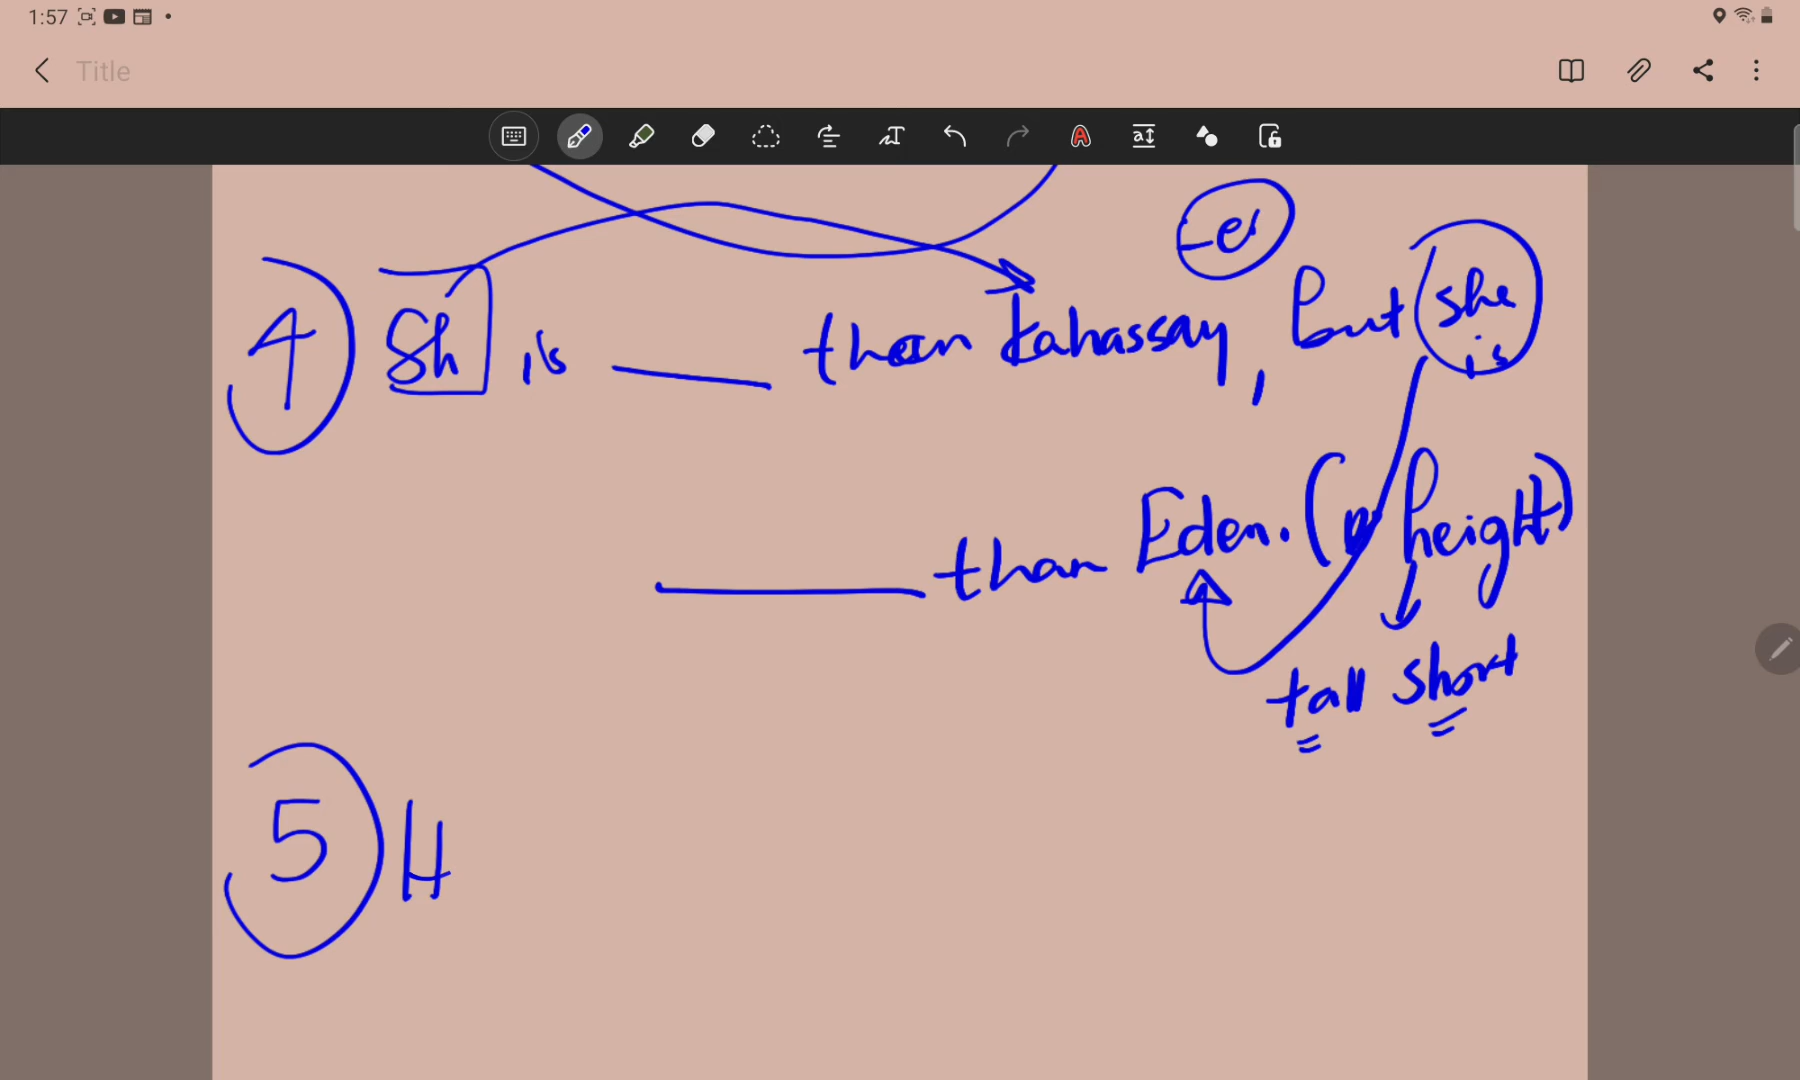 1:57
Title
-er
4 Sh is ____ than Kahassay, but she is
____ than Eden. ( height)
tall short
5 H